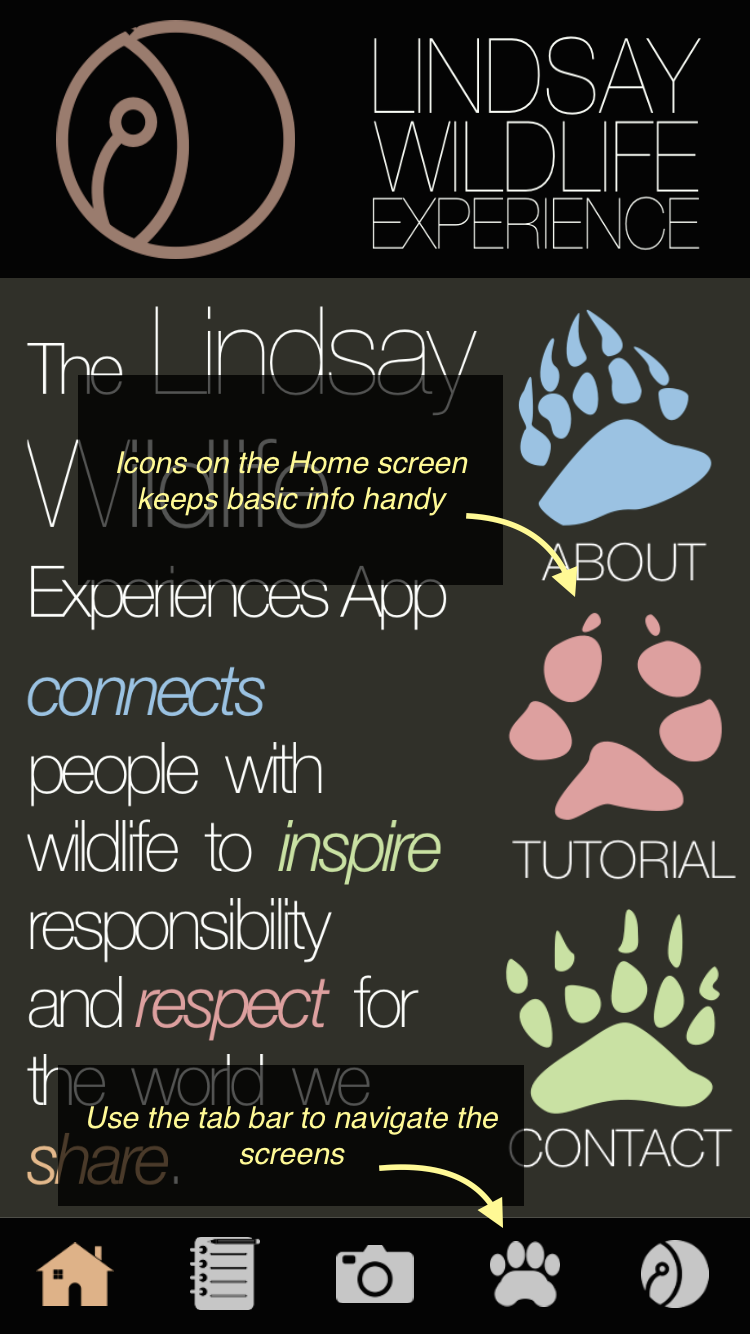 LINDSAY
WILDLIFE
EXPERIENCE
The Lindsay
Wildlife
Experiences App
connects
people with
wildlife to inspire
responsibility
and respect for
the world we
share.
Icons on the Home screen
keeps basic info handy
ABOUT
TUTORIAL
CONTACT
Use the tab bar to navigate the
screens